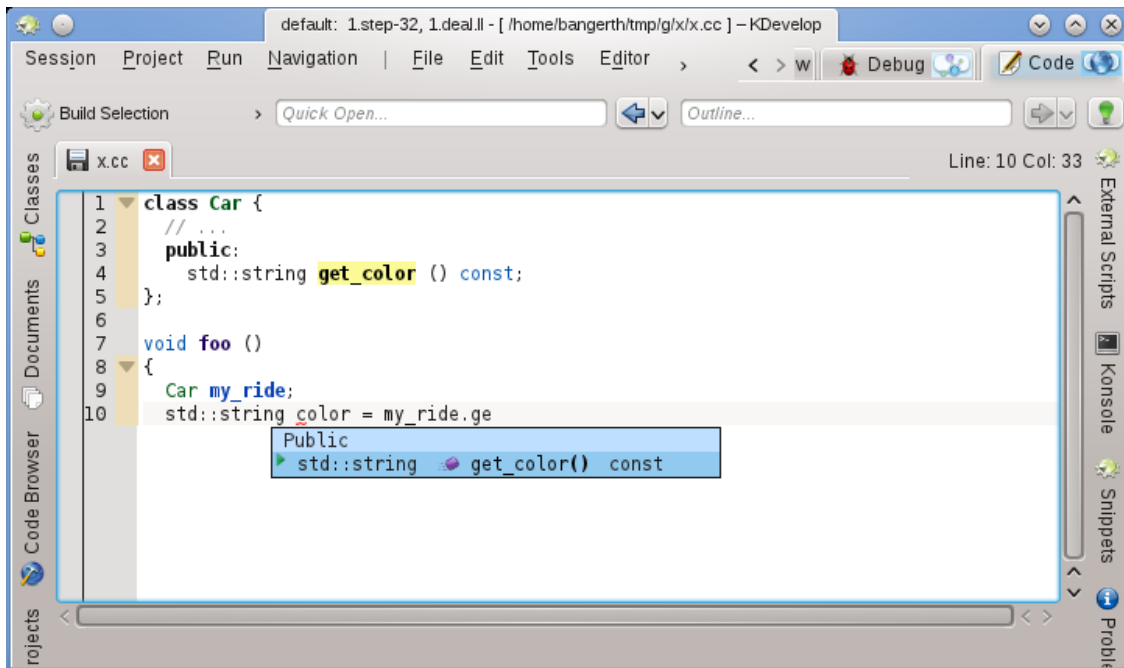 default: 1.step-32, 1.deal.II - [ /home/bangerth/tmp/g/x/x.cc ] – KDevelop
Session Project Run Navigation | File Edit Tools Editor › < > w Debug Code
Build Selection › Quick Open... Outline...
x.cc Line: 10 Col: 33
Classes
Documents
Code Browser
rojects
1 class Car {
2 // ...
3 public:
4 std::string get_color () const;
5 };
6
7 void foo ()
8 {
9 Car my_ride;
10 std::string color = my_ride.ge
Public
std::string get_color() const
External Scripts
Konsole
Snippets
Proble